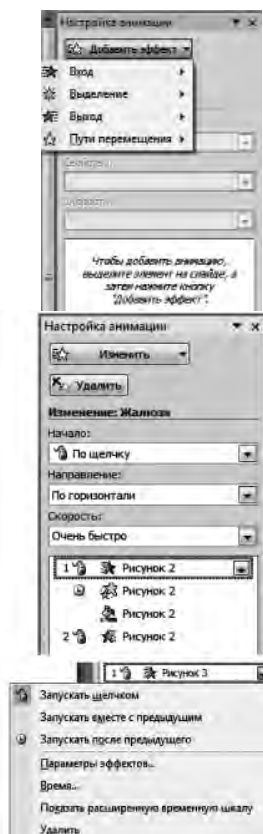 Настройка анимации
Добавить эффект
Вход
Выделение
Выход
Пути перемещения
Чтобы добавить анимацию,
выделите элемент на слайде, а
затем нажмите кнопку
"Добавить эффект".
Настройка анимации
Изменить
Удалить
Изменение: Жалюзи
Начало:
По щелчку
Направление:
По горизонтали
Скорость:
Очень быстро
1 Рисунок 2
Рисунок 2
Рисунок 2
2 Рисунок 2
1 Рисунок 3
Запускать щелчком
Запускать вместе с предыдущим
Запускать после предыдущего
Параметры эффектов...
Время...
Показать расширенную временную шкалу
Удалить